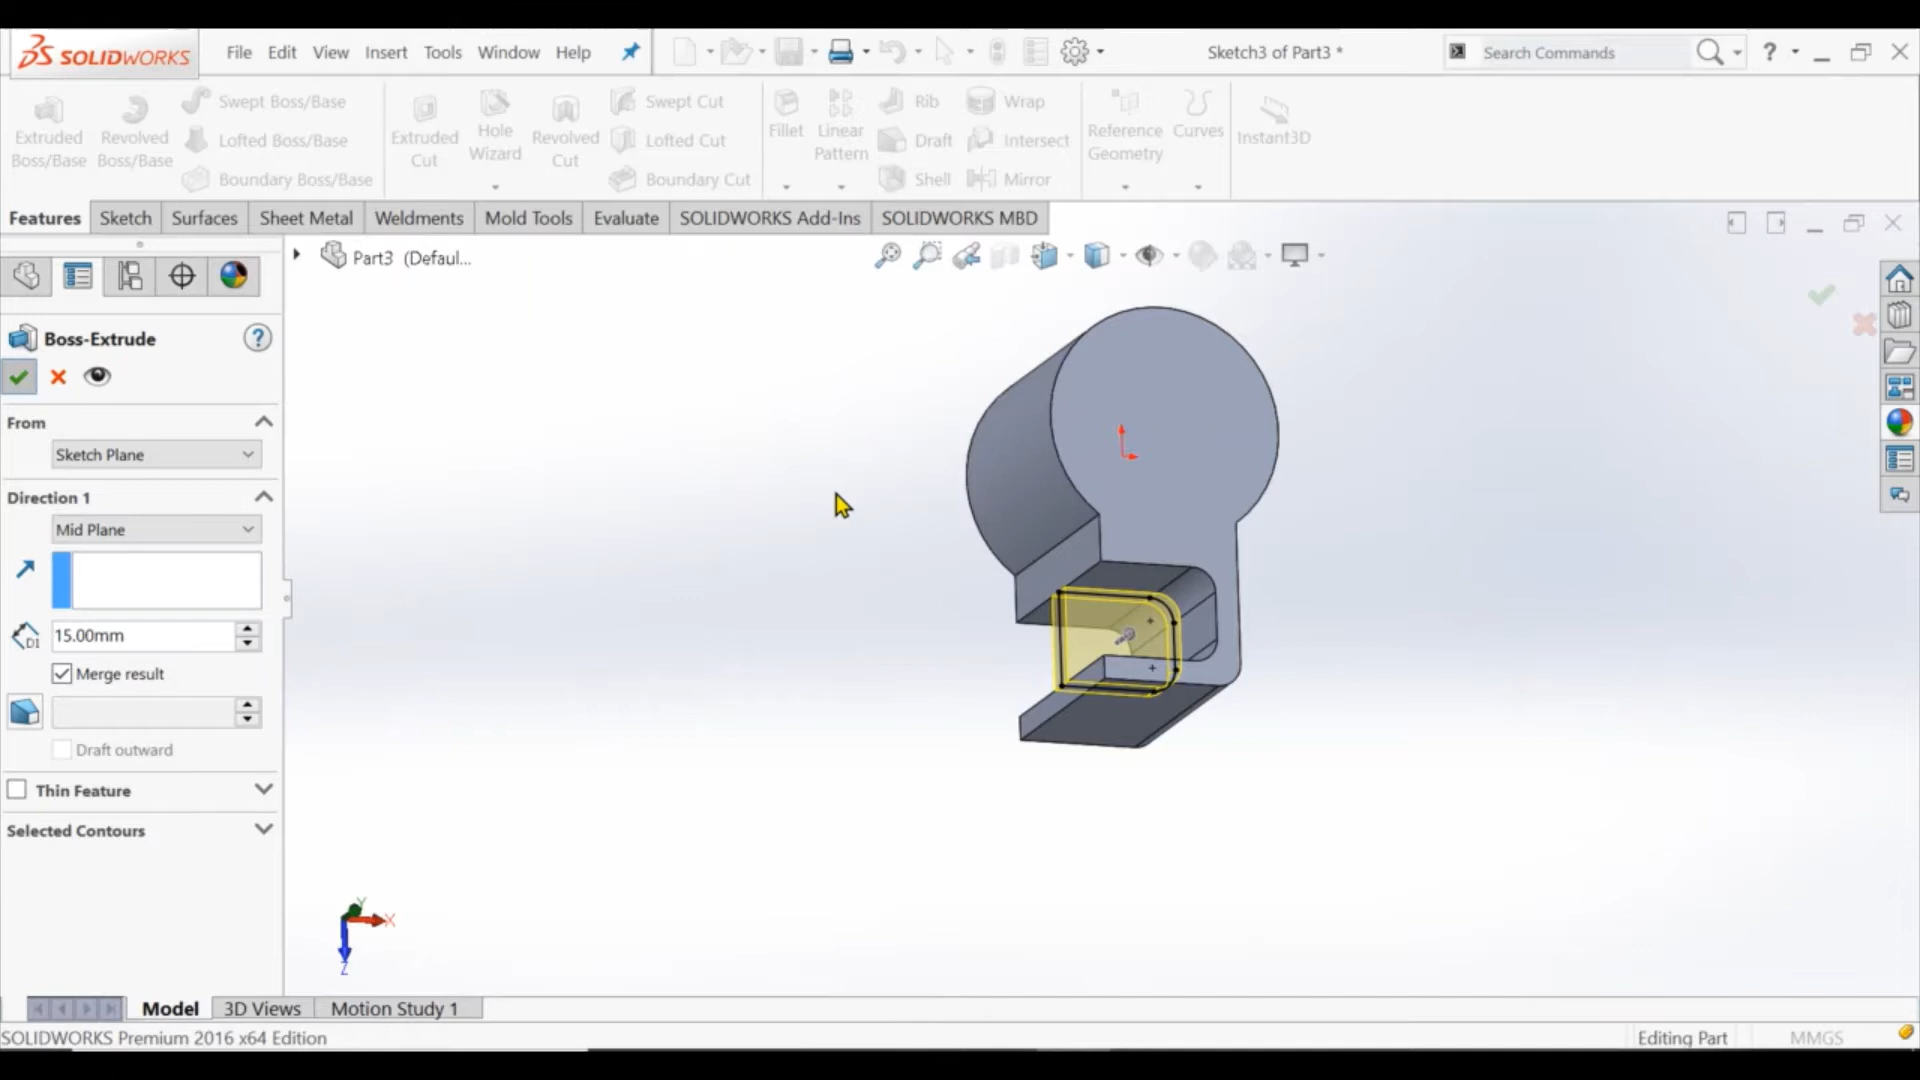 SOLIDWORKS File Edit View Insert Tools Window Help Sketch3 of Part3 * Search Commands ?
Extruded Boss/Base
Revolved Boss/Base
Swept Boss/Base
Lofted Boss/Base
Boundary Boss/Base
Extruded Cut
Hole Wizard
Revolved Cut
Swept Cut
Lofted Cut
Boundary Cut
Fillet
Linear Pattern
Rib
Draft
Shell
Wrap
Intersect
Mirror
Reference Geometry
Curves
Instant3D
Features Sketch Surfaces Sheet Metal Weldments Mold Tools Evaluate SOLIDWORKS Add-Ins SOLIDWORKS MBD
Part3 (Defaul...
Boss-Extrude ?
From
Sketch Plane
Direction 1
Mid Plane
D1 15.00mm
Merge result
Draft outward
Thin Feature
Selected Contours
Y
X
Z
Model 3D Views Motion Study 1
SOLIDWORKS Premium 2016 x64 Edition Editing Part MMGS